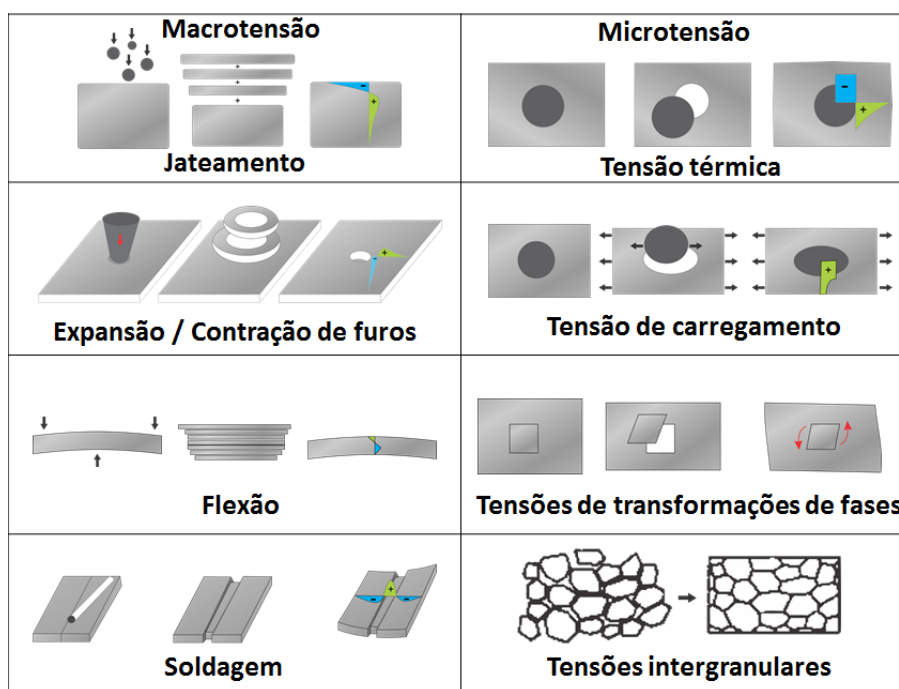 Macrotensão
- +
Jateamento
Microtensão
- +
Tensão térmica
- +
Expansão / Contração de furos
+
Tensão de carregamento
Flexão
Tensões de transformações de fases
+ - -
Soldagem
Tensões intergranulares